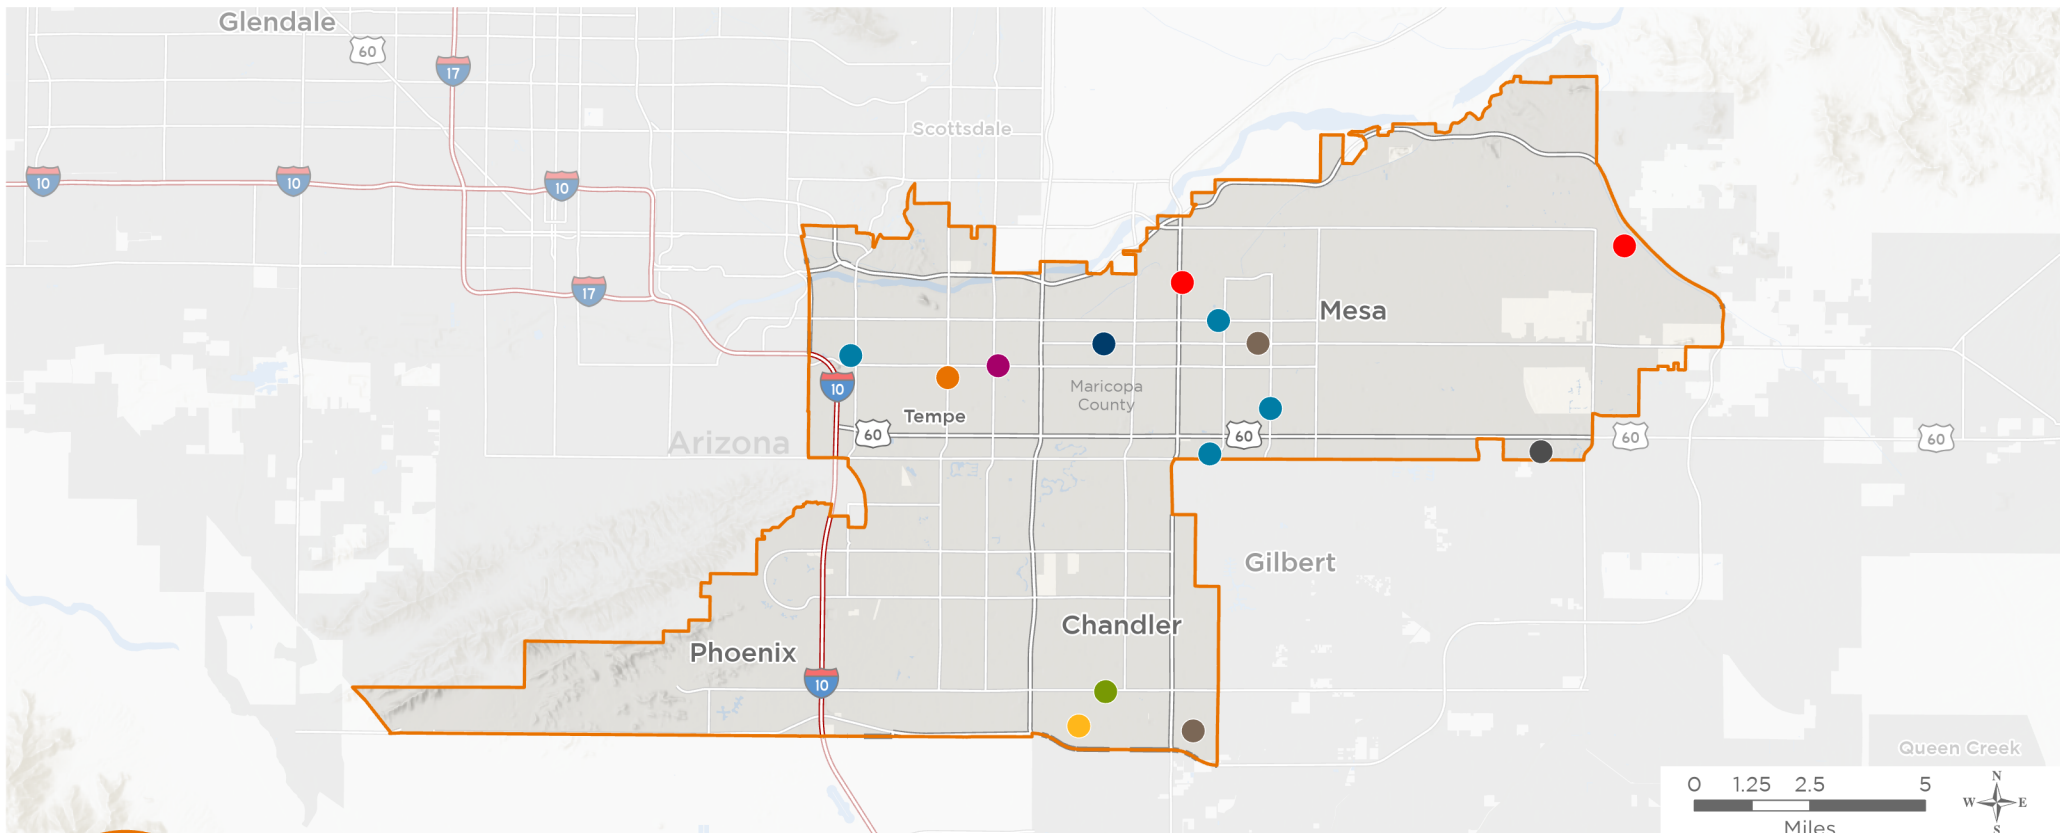 Glendale
60
17
Scottsdale
10
10
10
17
Mesa
10
Maricopa
County
Tempe
60
60
60
60
Arizona
Gilbert
Chandler
Phoenix
10
Queen Creek
0 1.25 2.5 5
Miles
N
W E
S